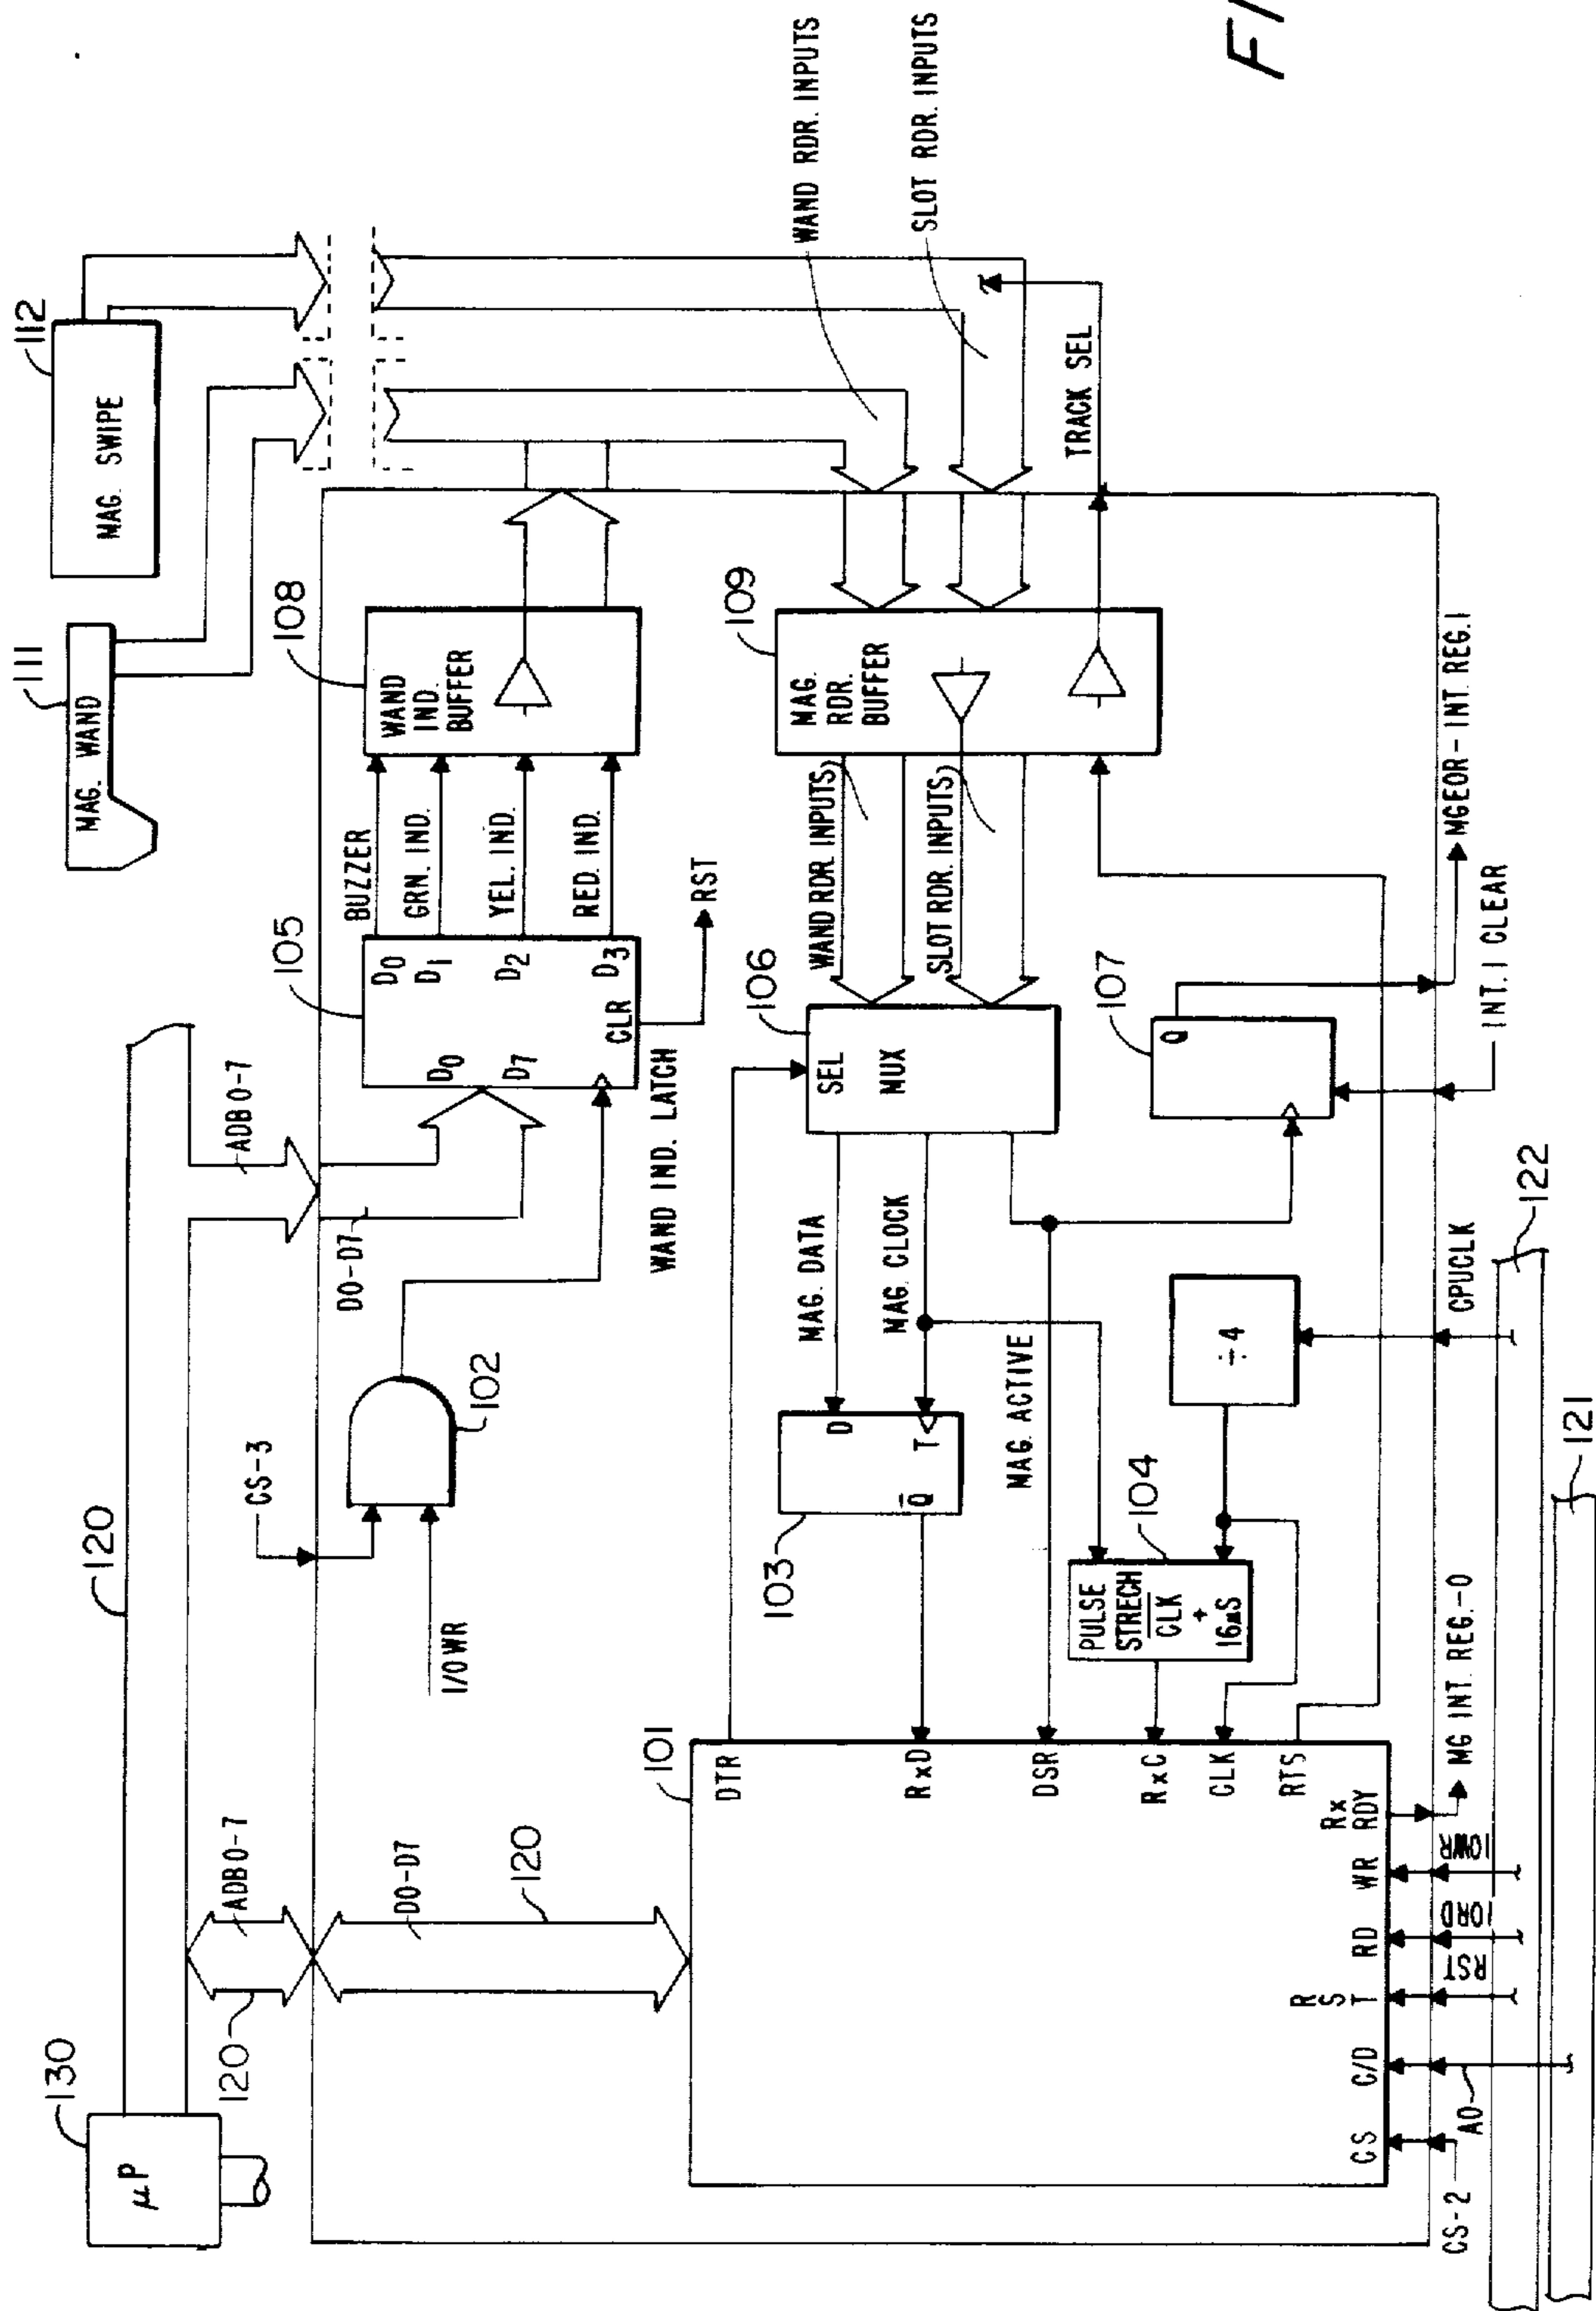 111
MAG. WAND
112
MAG. SWIPE
130
μP
120
120
ADB 0-7
D0-D7
120
CS-3
I/O WR
102
ADB 0-7
D0-D7
105
D0
D7
D0
D1
D2
D3
CLR
RST
WAND IND. LATCH
BUZZER
GRN. IND.
YEL. IND.
RED. IND.
108
WAND
IND.
BUFFER
WAND RDR. INPUTS
SLOT RDR. INPUTS
TRACK SEL
109
MAG.
RDR.
BUFFER
WAND RDR. INPUTS
SLOT RDR. INPUTS
106
SEL
MUX
107
Q
MAG. DATA
MAG. CLOCK
MAG. ACTIVE
103
D
T
Q̅
104
PULSE
STRECH
C̅L̅K̅
+
16μS
÷4
101
DTR
RxD
DSR
RxC
CLK
RTS
CS
C/D
R
S
T
RD
WR
Rx
RDY
CS-2
A0
RST
IORD
IOWR
MG INT. REG.-0
CPUCLK
INT. 1 CLEAR
MGEOR-INT. REG.1
122
121